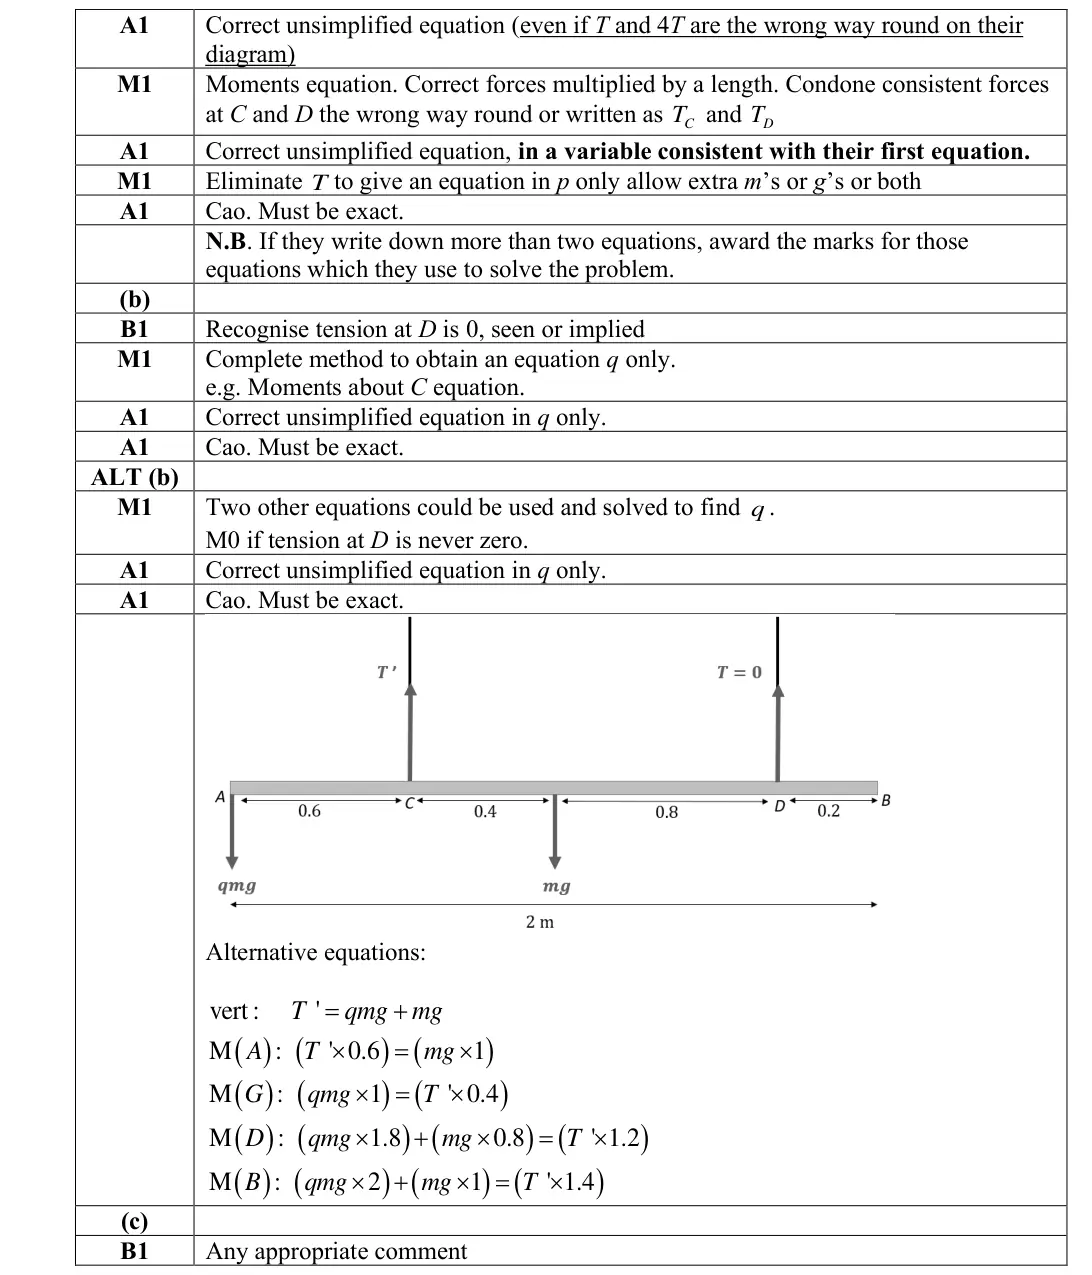 A1 Correct unsimplified equation (even if T and 4T are the wrong way round on their
diagram)
M1 Moments equation. Correct forces multiplied by a length. Condone consistent forces
at C and D the wrong way round or written as T_C and T_D
A1 Correct unsimplified equation, in a variable consistent with their first equation.
M1 Eliminate T to give an equation in p only allow extra m’s or g’s or both
A1 Cao. Must be exact.
N.B. If they write down more than two equations, award the marks for those
equations which they use to solve the problem.
(b)
B1 Recognise tension at D is 0, seen or implied
M1 Complete method to obtain an equation q only.
e.g. Moments about C equation.
A1 Correct unsimplified equation in q only.
A1 Cao. Must be exact.
ALT (b)
M1 Two other equations could be used and solved to find q.
M0 if tension at D is never zero.
A1 Correct unsimplified equation in q only.
A1 Cao. Must be exact.
T' T = 0
A C D B
0.6 0.4 0.8 0.2
qmg mg
2 m
Alternative equations:
vert : T ' = qmg + mg
M(A): (T '×0.6) = (mg×1)
M(G): (qmg×1) = (T '×0.4)
M(D): (qmg×1.8)+(mg×0.8) = (T '×1.2)
M(B): (qmg×2)+(mg×1) = (T '×1.4)
(c)
B1 Any appropriate comment